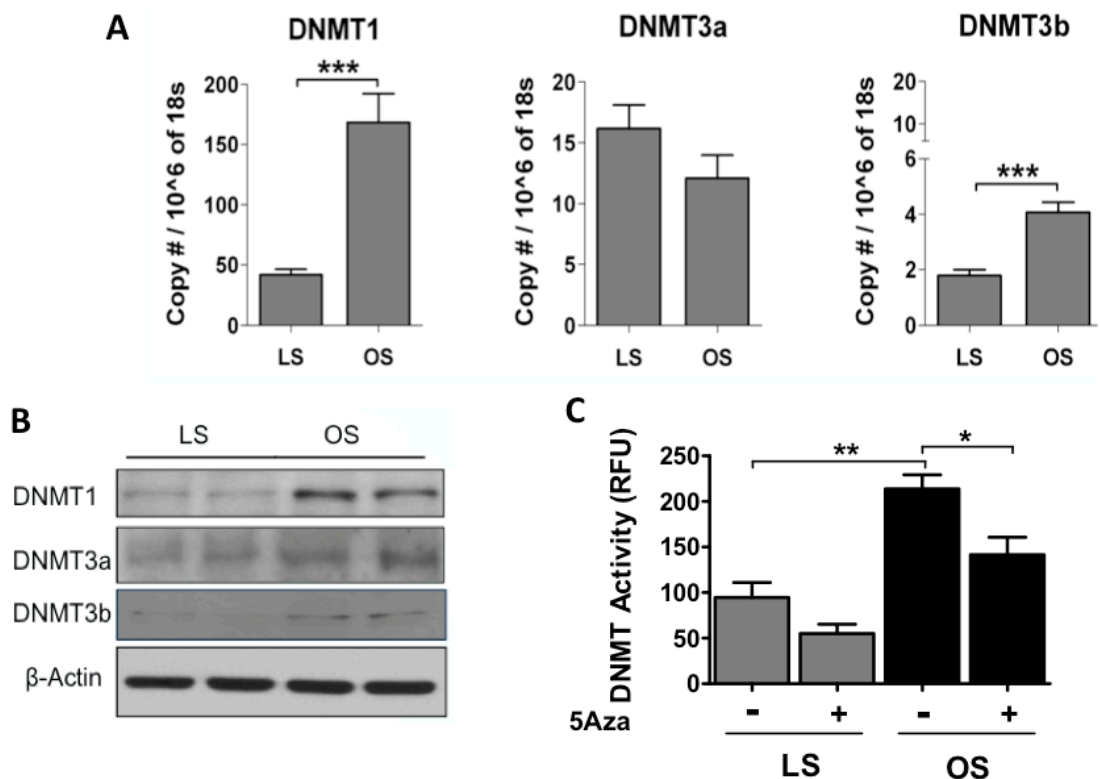 A
DNMT1
Copy # / 10^6 of 18s
200
150
100
50
0
***
LS OS
DNMT3a
Copy # / 10^6 of 18s
20
15
10
5
0
LS OS
DNMT3b
Copy # / 10^6 of 18s
20
10
6
4
2
0
***
LS OS
B
LS OS
DNMT1
DNMT3a
DNMT3b
β-Actin
C
DNMT Activity (RFU)
250
200
150
100
50
0
**
*
5Aza - + - +
LS OS